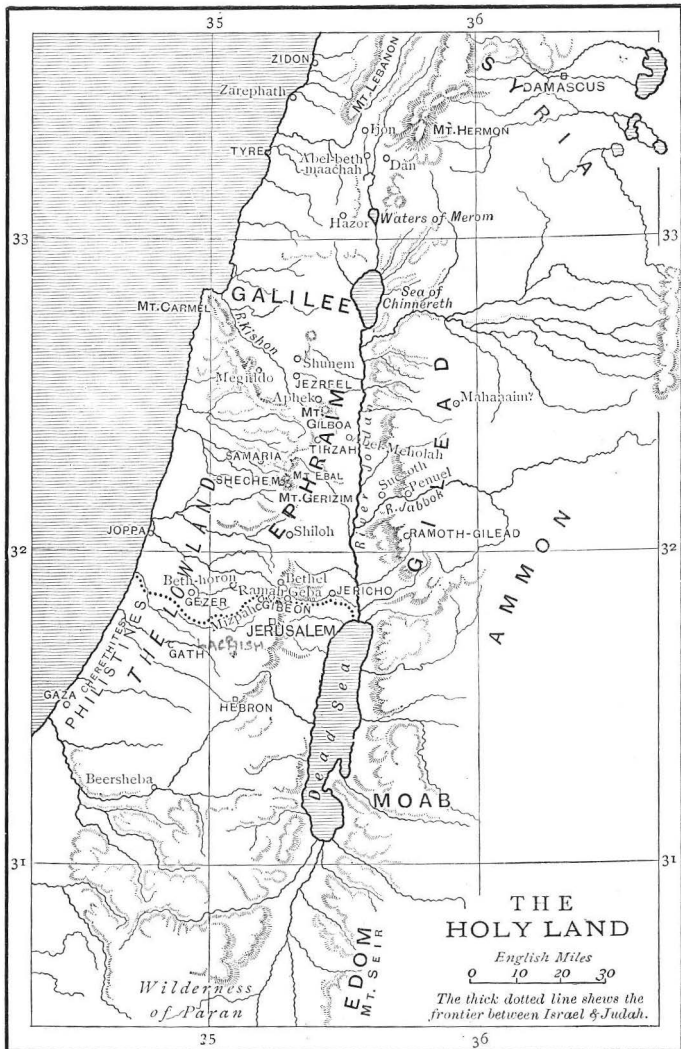 35
36
ZIDON
SYRIA
MT. LEBANON
DAMASCUS
Zarephath
Ijon
MT. HERMON
TYRE
Abel-beth
-maachah
Dan
Hazor
Waters of Merom
33
33
GALILEE
Sea of
Chinnereth
MT. CARMEL
R. Kishon
Shunem
Megiddo
JEZREEL
Aphek
Mahanaim?
MT.
GILBOA
Abel-Meholah
TIRZAH
SAMARIA
EPHRAIM
GILEAD
River Jordan
Succoth
SHECHEM
MT. EBAL
Penuel
MT. GERIZIM
R. Jabbok
JOPPA
Shiloh
RAMOTH-GILEAD
32
32
AMMON
THE LOWLAND
Beth-horon
Bethel
Ramah
Geba
JERICHO
GEZER
Mizpah
GIBEON
JERUSALEM
CHERETHITES
PHILISTINES
LACHISH
GATH
GAZA
HEBRON
Dead Sea
Beersheba
MOAB
31
31
THE
HOLY LAND
English Miles
0 10 20 30
The thick dotted line shews the
frontier between Israel & Judah.
EDOM
MT. SEIR
Wilderness
of Paran
25
36